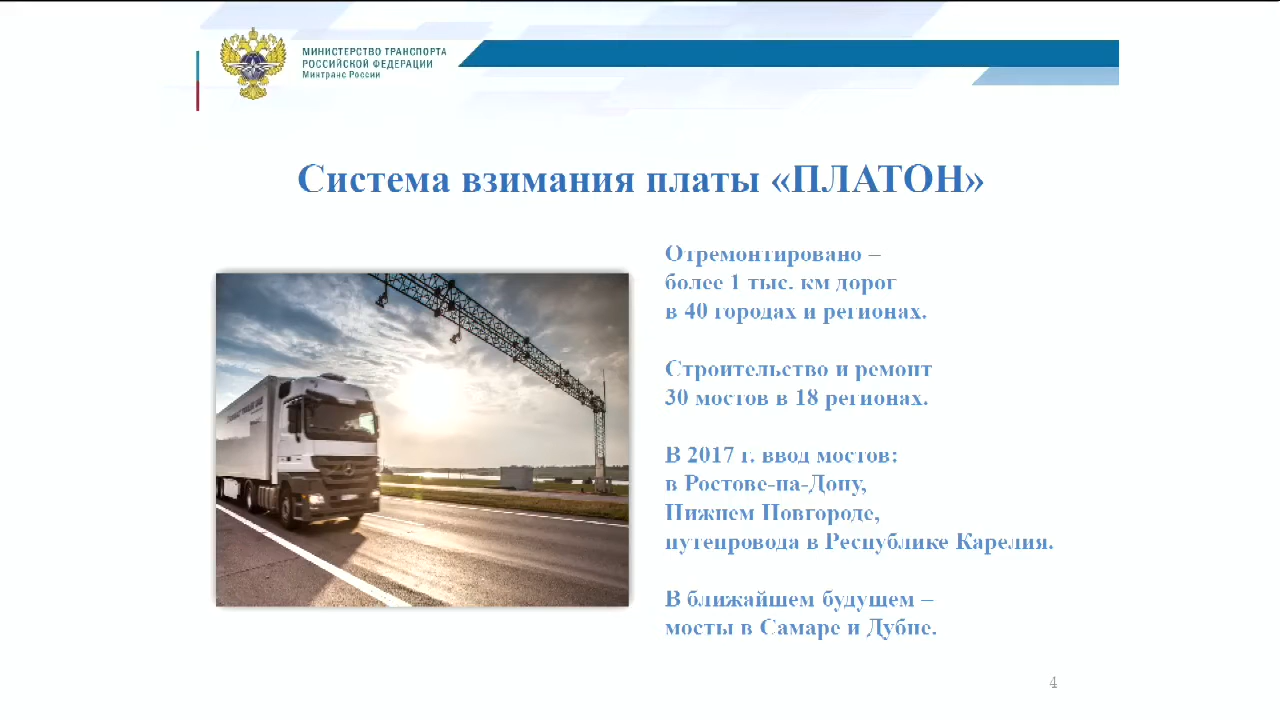 МИНИСТЕРСТВО ТРАНСПОРТА
РОССИЙСКОЙ ФЕДЕРАЦИИ
Минтранс России
Система взимания платы «ПЛАТОН»
Отремонтировано –
более 1 тыс. км дорог
в 40 городах и регионах.
Строительство и ремонт
30 мостов в 18 регионах.
В 2017 г. ввод мостов:
в Ростове-на-Дону,
Нижнем Новгороде,
путепровода в Республике Карелия.
В ближайшем будущем –
мосты в Самаре и Дубне.
4